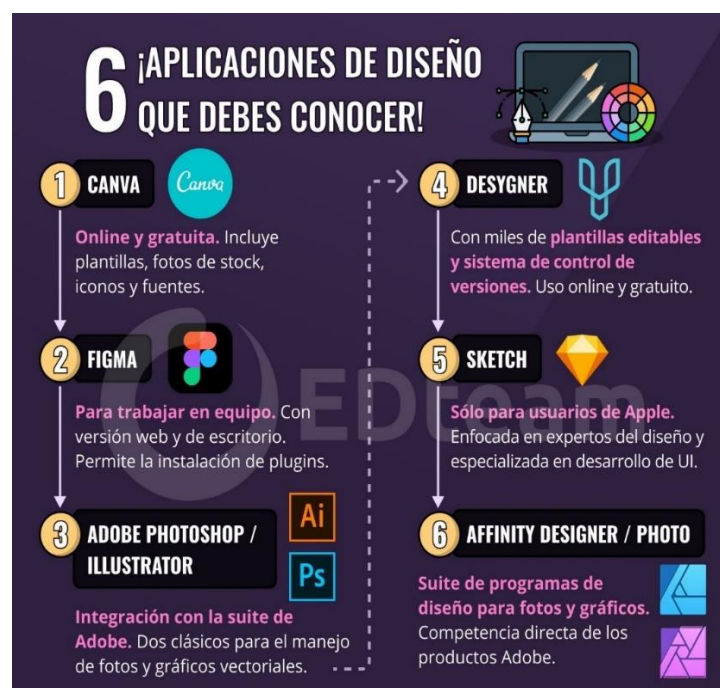 6 ¡APLICACIONES DE DISEÑO
QUE DEBES CONOCER!
1 CANVA
Canva
Online y gratuita. Incluye
plantillas, fotos de stock,
iconos y fuentes.
2 FIGMA
Para trabajar en equipo. Con
versión web y de escritorio.
Permite la instalación de plugins.
3 ADOBE PHOTOSHOP /
ILLUSTRATOR
Ai
Ps
Integración con la suite de
Adobe. Dos clásicos para el manejo
de fotos y gráficos vectoriales.
4 DESYGNER
Con miles de plantillas editables
y sistema de control de
versiones. Uso online y gratuito.
5 SKETCH
Sólo para usuarios de Apple.
Enfocada en expertos del diseño y
especializada en desarrollo de UI.
6 AFFINITY DESIGNER / PHOTO
Suite de programas de
diseño para fotos y gráficos.
Competencia directa de los
productos Adobe.
EDteam